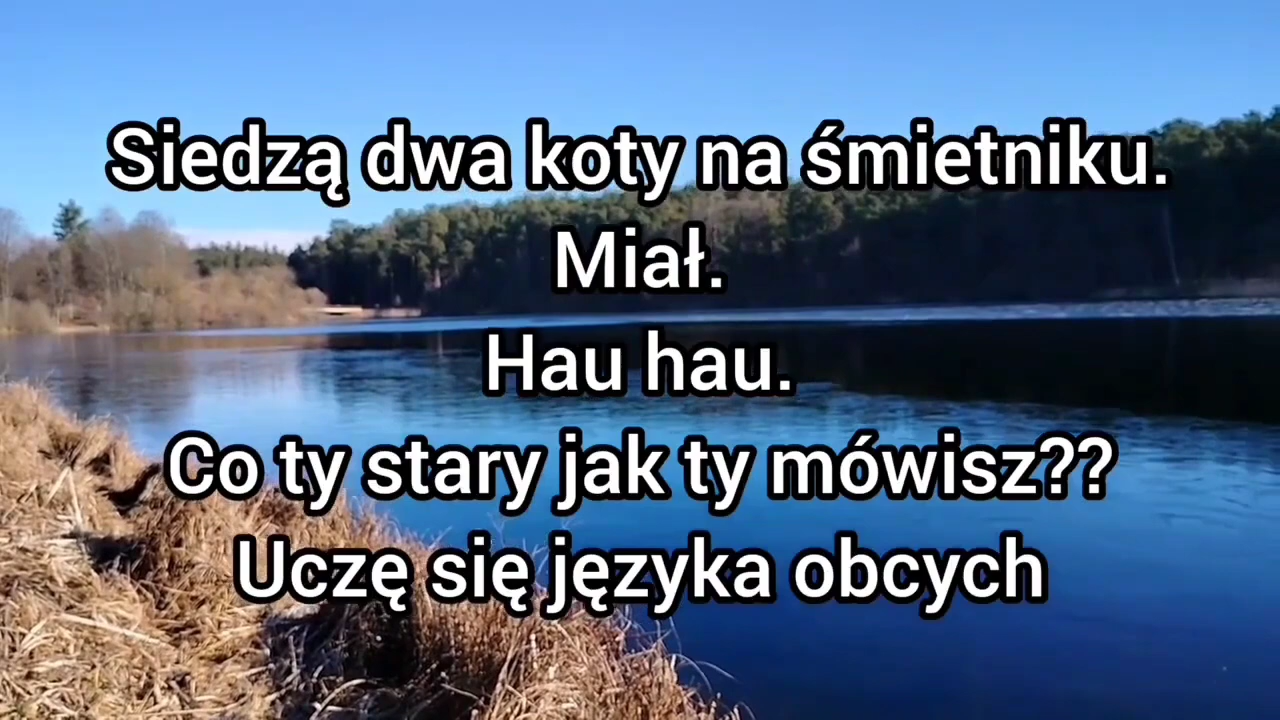 Siedzą dwa koty na śmietniku.
Miał.
Hau hau.
Co ty stary jak ty mówisz??
Uczę się języka obcych